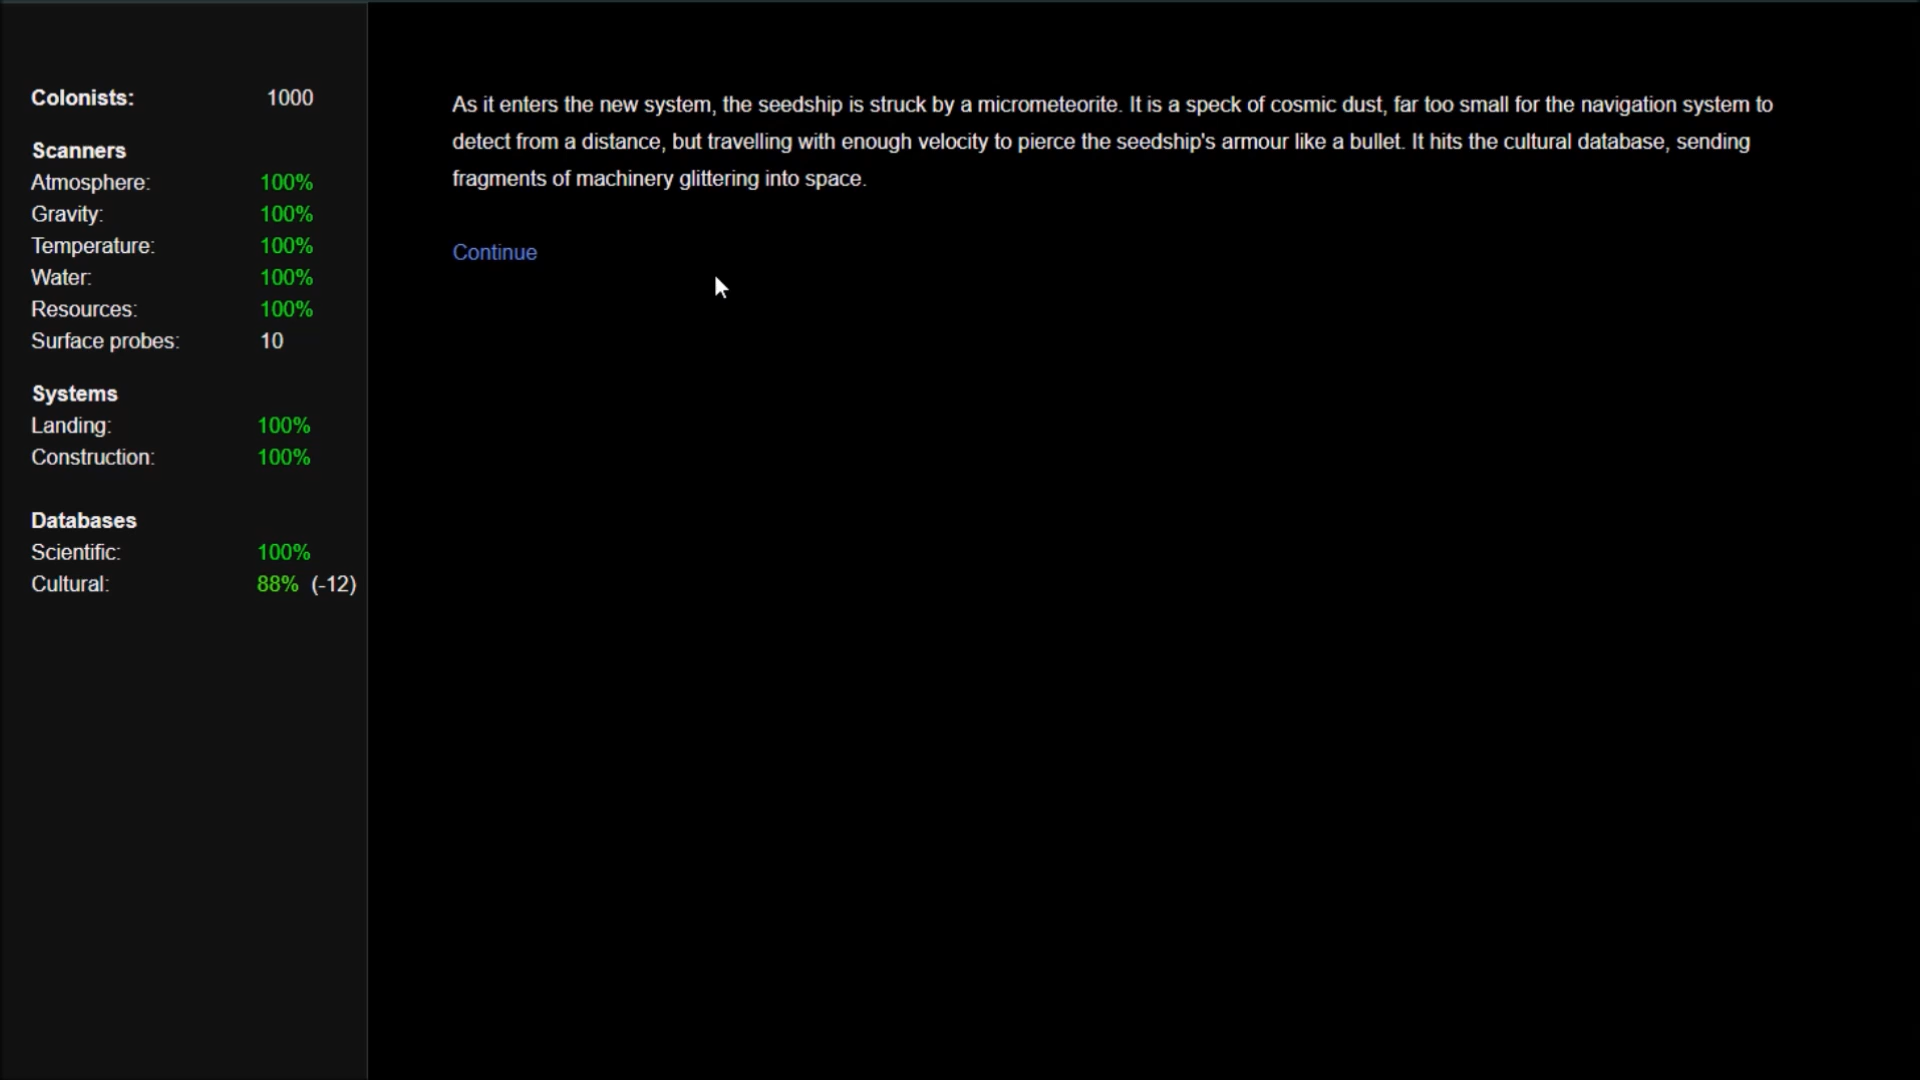 Colonists: 1000
Scanners
Atmosphere: 100%
Gravity: 100%
Temperature: 100%
Water: 100%
Resources: 100%
Surface probes: 10
Systems
Landing: 100%
Construction: 100%
Databases
Scientific: 100%
Cultural: 88% (-12)
As it enters the new system, the seedship is struck by a micrometeorite. It is a speck of cosmic dust, far too small for the navigation system to
detect from a distance, but travelling with enough velocity to pierce the seedship's armour like a bullet. It hits the cultural database, sending
fragments of machinery glittering into space.
Continue